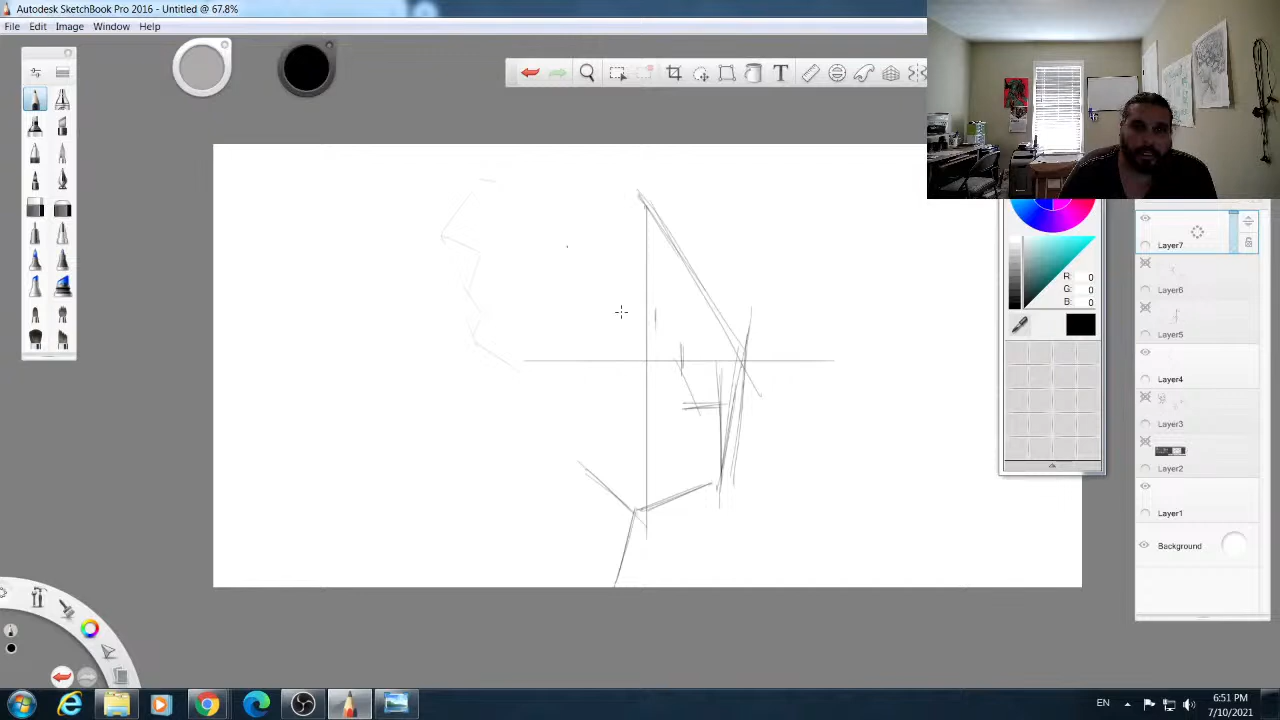 Autodesk SketchBook Pro 2016 - Untitled @ 67.8%
File Edit Image Window Help
T
Layer7
Layer6
Layer5
Layer4
Layer3
Layer2
Layer1
Background
R: 0
G: 0
B: 0
EN
6:51 PM
7/10/2021